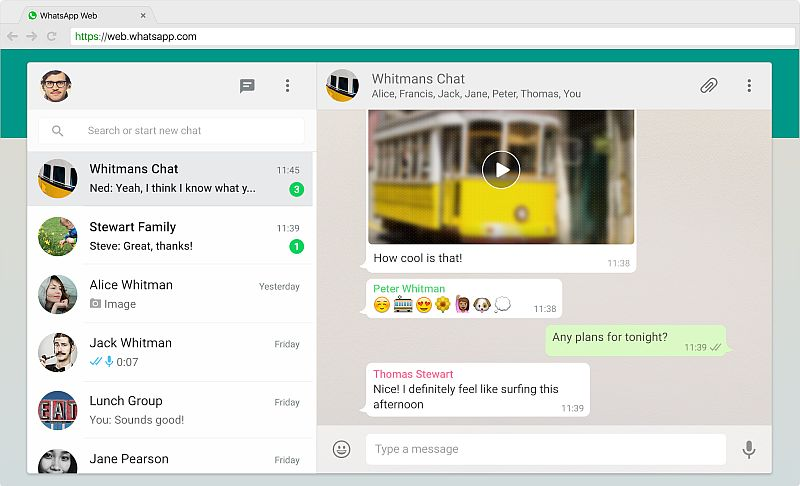 WhatsApp Web
https://web.whatsapp.com
Search or start new chat
Whitmans Chat
11:45
Ned: Yeah, I think I know what y...
3
Stewart Family
11:39
Steve: Great, thanks!
1
Alice Whitman
Yesterday
Image
Jack Whitman
Friday
0:07
EAT
Lunch Group
Friday
You: Sounds good!
Jane Pearson
Friday
Whitmans Chat
Alice, Francis, Jack, Jane, Peter, Thomas, You
How cool is that!
11:38
Peter Whitman
11:38
Any plans for tonight?
11:39
Thomas Stewart
Nice! I definitely feel like surfing this
afternoon
11:39
Type a message